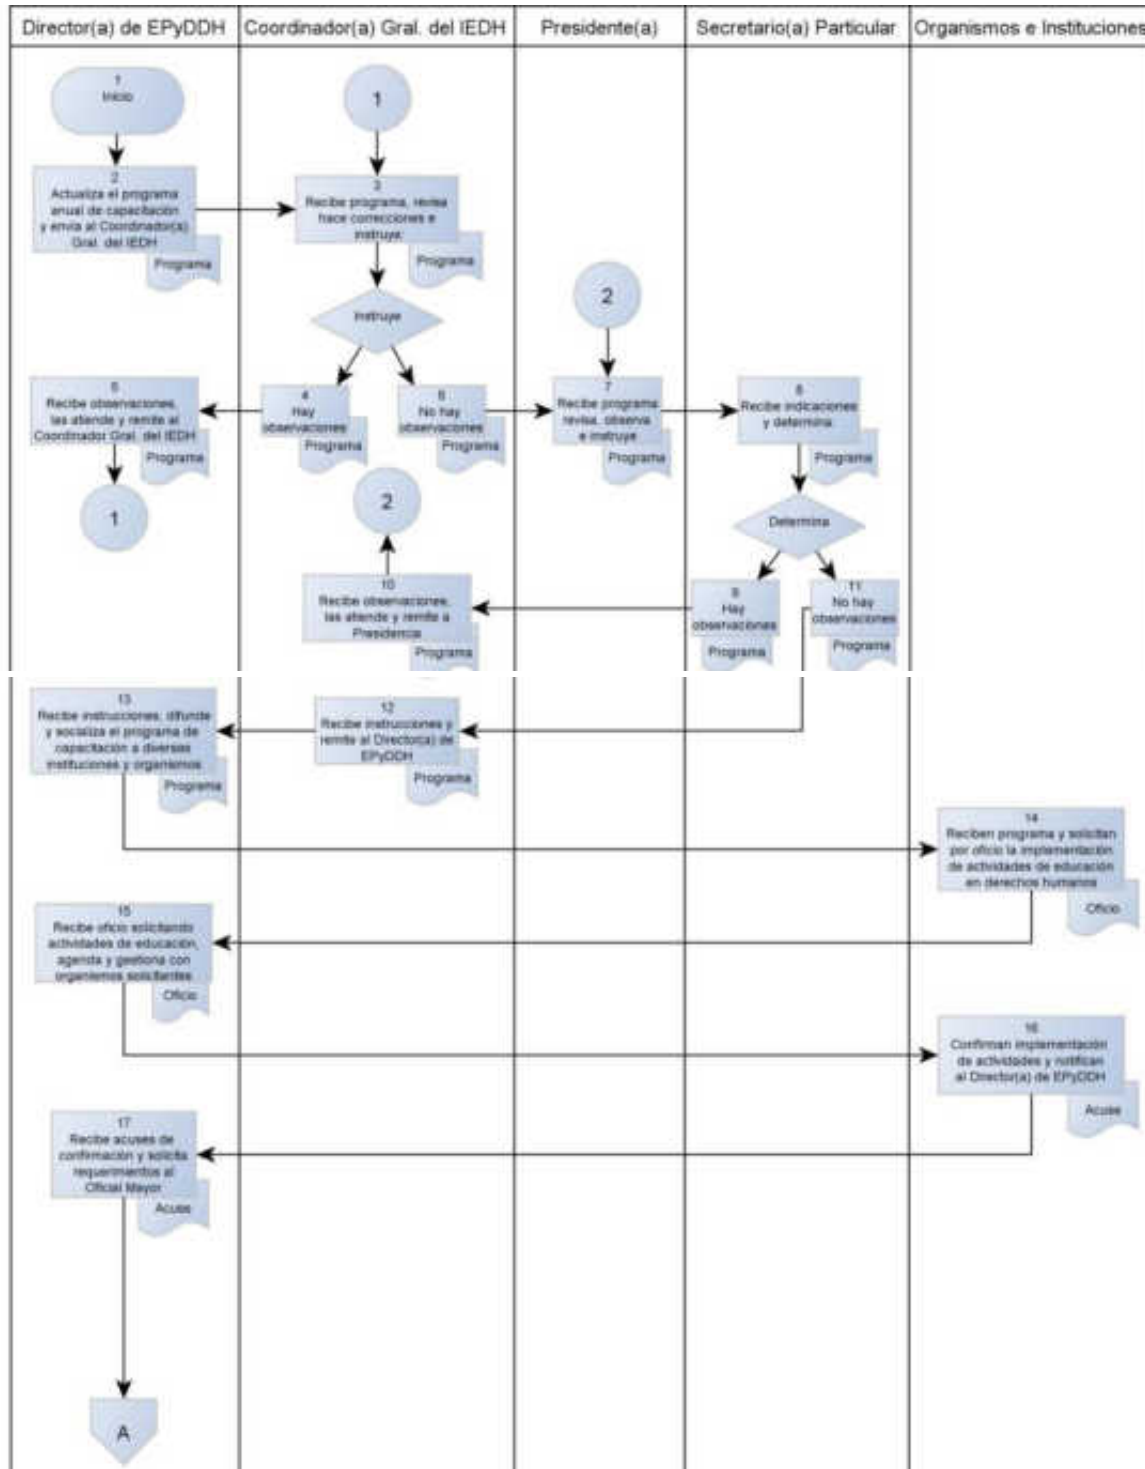 Director(a) de EPyDDH
Coordinador(a) Gral. del IEDH
Presidente(a)
Secretario(a) Particular
Organismos e Instituciones
1
Inicio
1
2
Actualiza el programa
anual de capacitación
y envía al Coordinador(a)
Gral. del IEDH
Programa
3
Recibe programa, revisa
hace correcciones e
instruye
Programa
2
Instruye
5
Recibe observaciones,
las atiende y remite al
Coordinador Gral. del IEDH
Programa
4
Hay
observaciones
Programa
6
No hay
observaciones
Programa
7
Recibe programa
revisa, observa
e instruye
Programa
8
Recibe indicaciones
y determina
Programa
1
2
Determina
10
Recibe observaciones,
las atiende y remite a
Presidencia
Programa
9
Hay
observaciones
Programa
11
No hay
observaciones
Programa
13
Recibe instrucciones, difunde
y socializa el programa de
capacitación a diversas
instituciones y organismos
Programa
12
Recibe instrucciones y
remite al Director(a) de
EPyDDH
Programa
14
Reciben programa y solicitan
por oficio la implementación
de actividades de educación
en derechos humanos
Oficio
15
Recibe oficio solicitando
actividades de educación,
agenda y gestiona con
organismos solicitantes
Oficio
16
Confirman implementación
de actividades y notifican
al Director(a) de EPyDDH
Acuse
17
Recibe acuses de
confirmación y solicita
requerimientos al
Oficial Mayor
Acuse
A